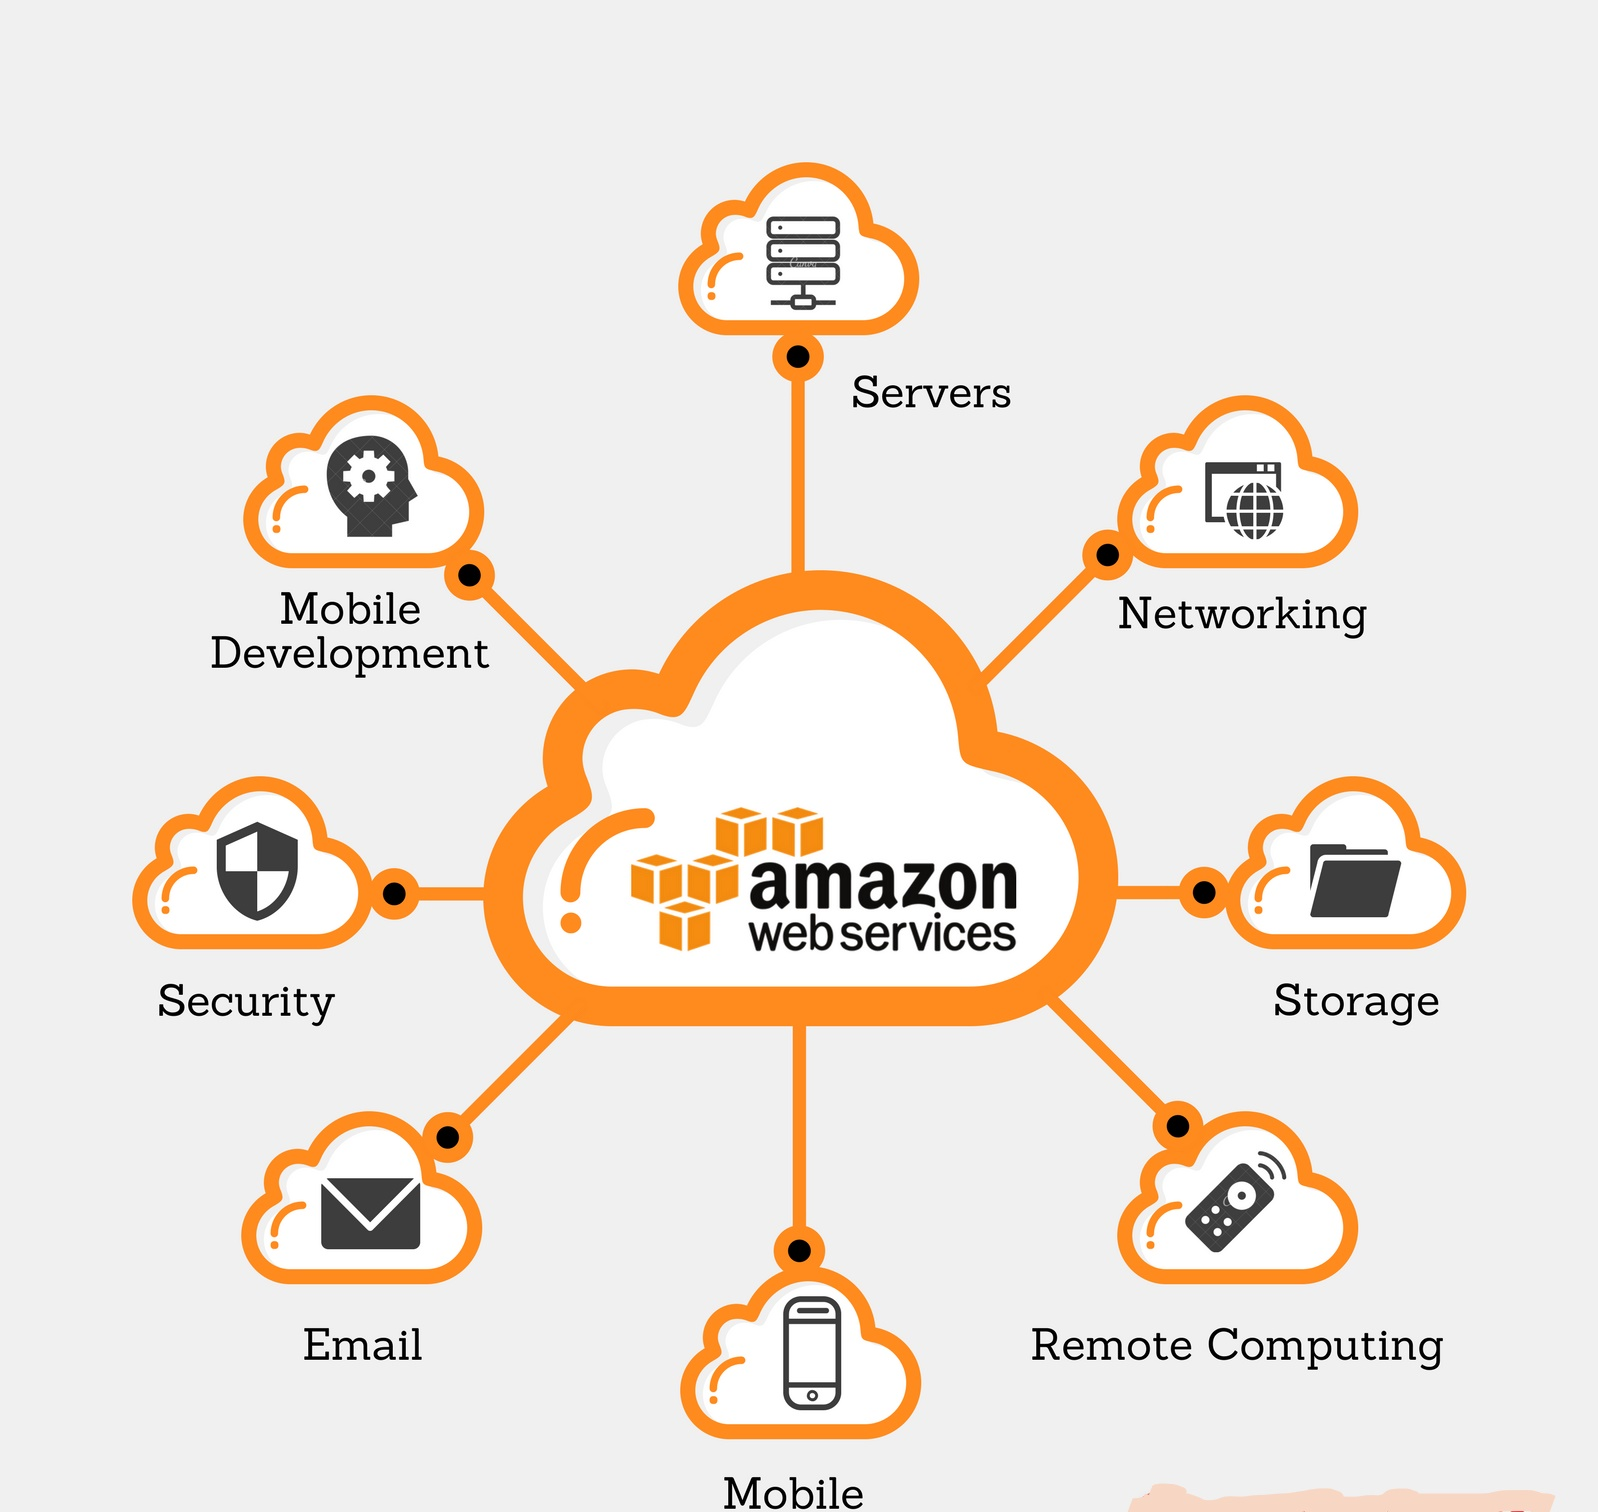 Servers
Mobile
Development
Networking
amazon
web services
Security
Storage
Email
Remote Computing
Mobile